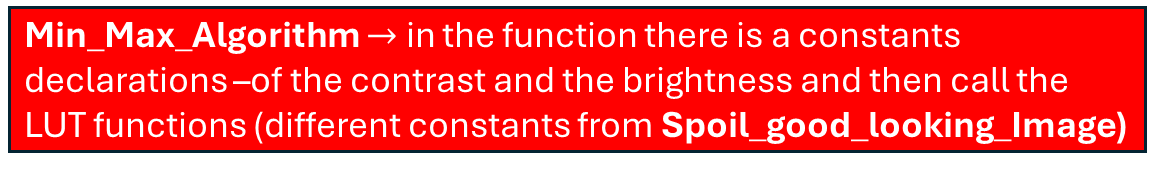 Min_Max_Algorithm → in the function there is a constants
declarations –of the contrast and the brightness and then call the
LUT functions (different constants from Spoil_good_looking_Image)